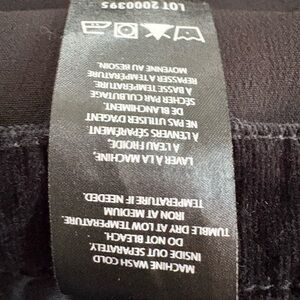 MACHINE WASH COLD
INSIDE OUT SEPARATELY.
DO NOT BLEACH.
TUMBLE DRY AT LOW TEMPERATURE.
IRON AT MEDIUM
TEMPERATURE IF NEEDED.
LAVER À LA MACHINE,
À L'EAU FROIDE,
À L'ENVERS SÉPARÉMENT.
NE PAS UTILISER D'AGENT
DE BLANCHIMENT.
SÉCHER PAR CULBUTAGE
À BASSE TEMPÉRATURE.
REPASSER À TEMPÉRATURE
MOYENNE AU BESOIN.
LOT 2000395